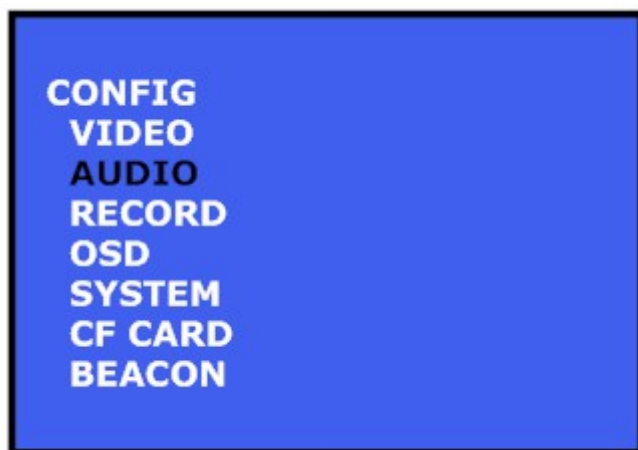 CONFIG
VIDEO
AUDIO
RECORD
OSD
SYSTEM
CF CARD
BEACON